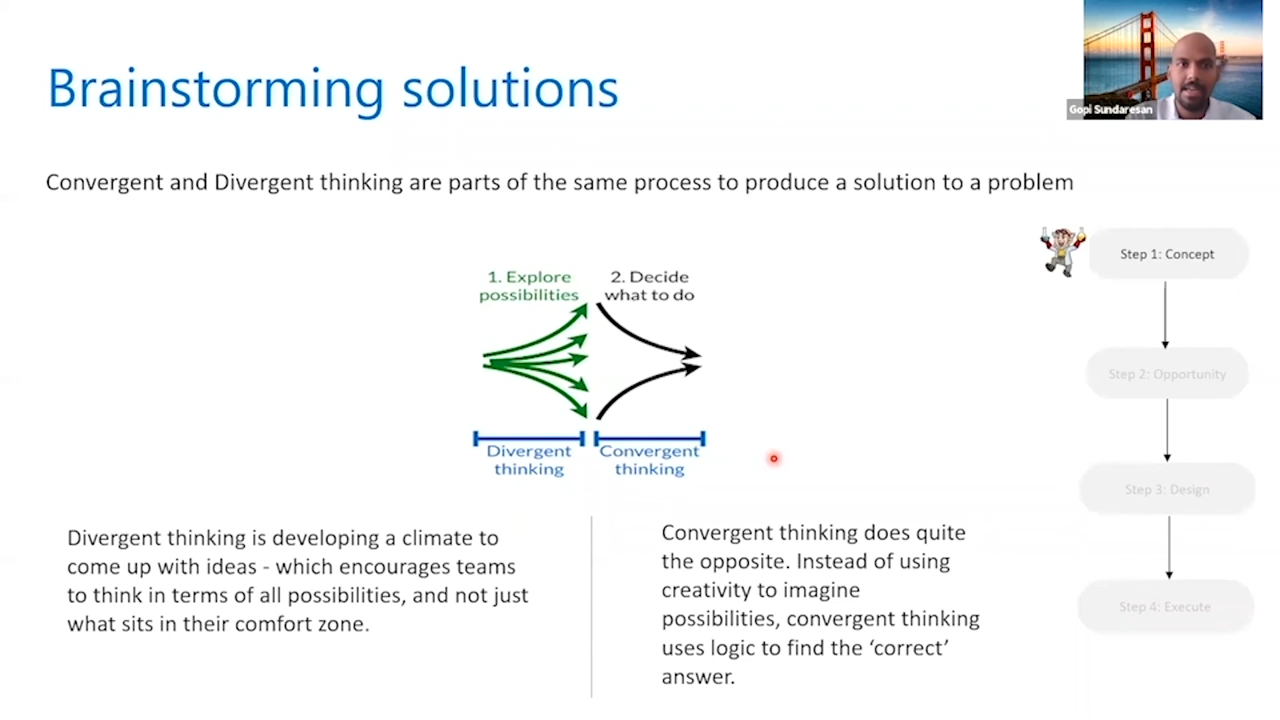 Brainstorming solutions
Gopi Sundaresan
Convergent and Divergent thinking are parts of the same process to produce a solution to a problem
1. Explore
possibilities
2. Decide
what to do
Divergent
thinking
Convergent
thinking
Divergent thinking is developing a climate to
come up with ideas - which encourages teams
to think in terms of all possibilities, and not just
what sits in their comfort zone.
Convergent thinking does quite
the opposite. Instead of using
creativity to imagine
possibilities, convergent thinking
uses logic to find the ‘correct’
answer.
Step 1: Concept
Step 2: Opportunity
Step 3: Design
Step 4: Execute